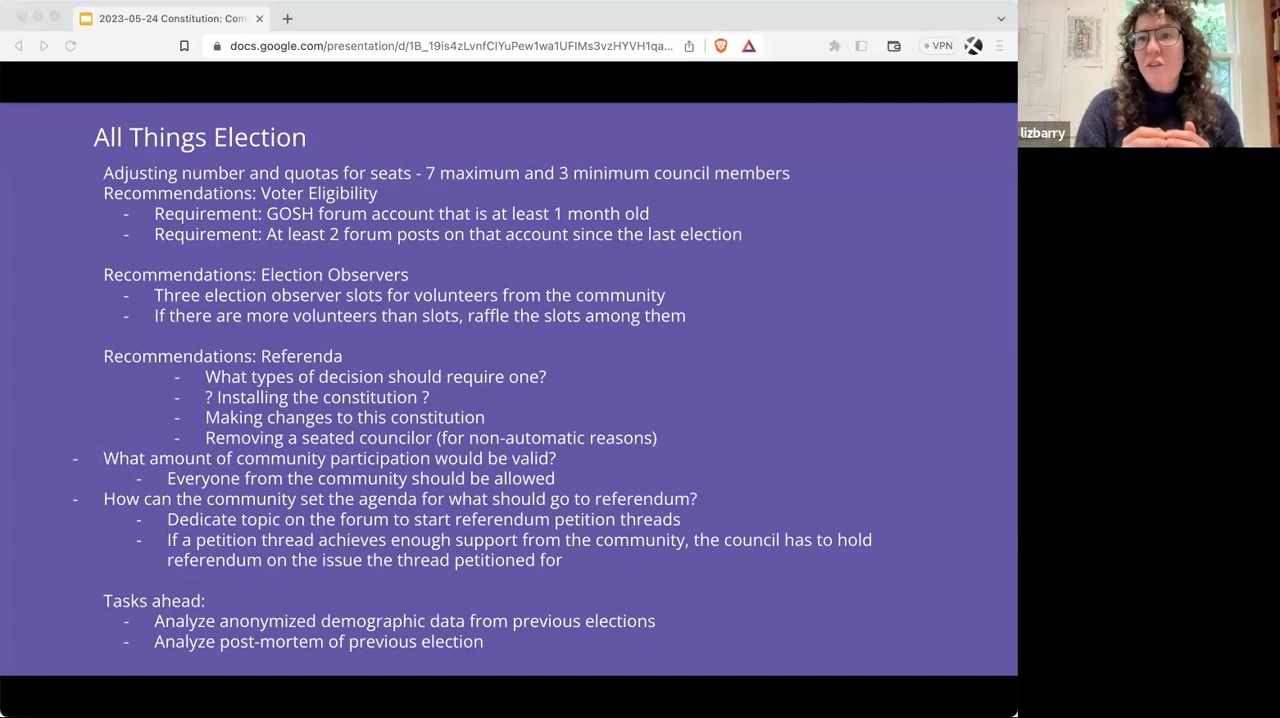 2023-05-24 Constitution: Com
docs.google.com/presentation/d/1B_19is4zLvnfClYuPew1wa1UFIMs3vzHYVH1qa...
VPN
lizbarry
All Things Election
Adjusting number and quotas for seats - 7 maximum and 3 minimum council members
Recommendations: Voter Eligibility
- Requirement: GOSH forum account that is at least 1 month old
- Requirement: At least 2 forum posts on that account since the last election
Recommendations: Election Observers
- Three election observer slots for volunteers from the community
- If there are more volunteers than slots, raffle the slots among them
Recommendations: Referenda
- What types of decision should require one?
- ? Installing the constitution ?
- Making changes to this constitution
- Removing a seated councilor (for non-automatic reasons)
- What amount of community participation would be valid?
- Everyone from the community should be allowed
- How can the community set the agenda for what should go to referendum?
- Dedicate topic on the forum to start referendum petition threads
- If a petition thread achieves enough support from the community, the council has to hold
referendum on the issue the thread petitioned for
Tasks ahead:
- Analyze anonymized demographic data from previous elections
- Analyze post-mortem of previous election